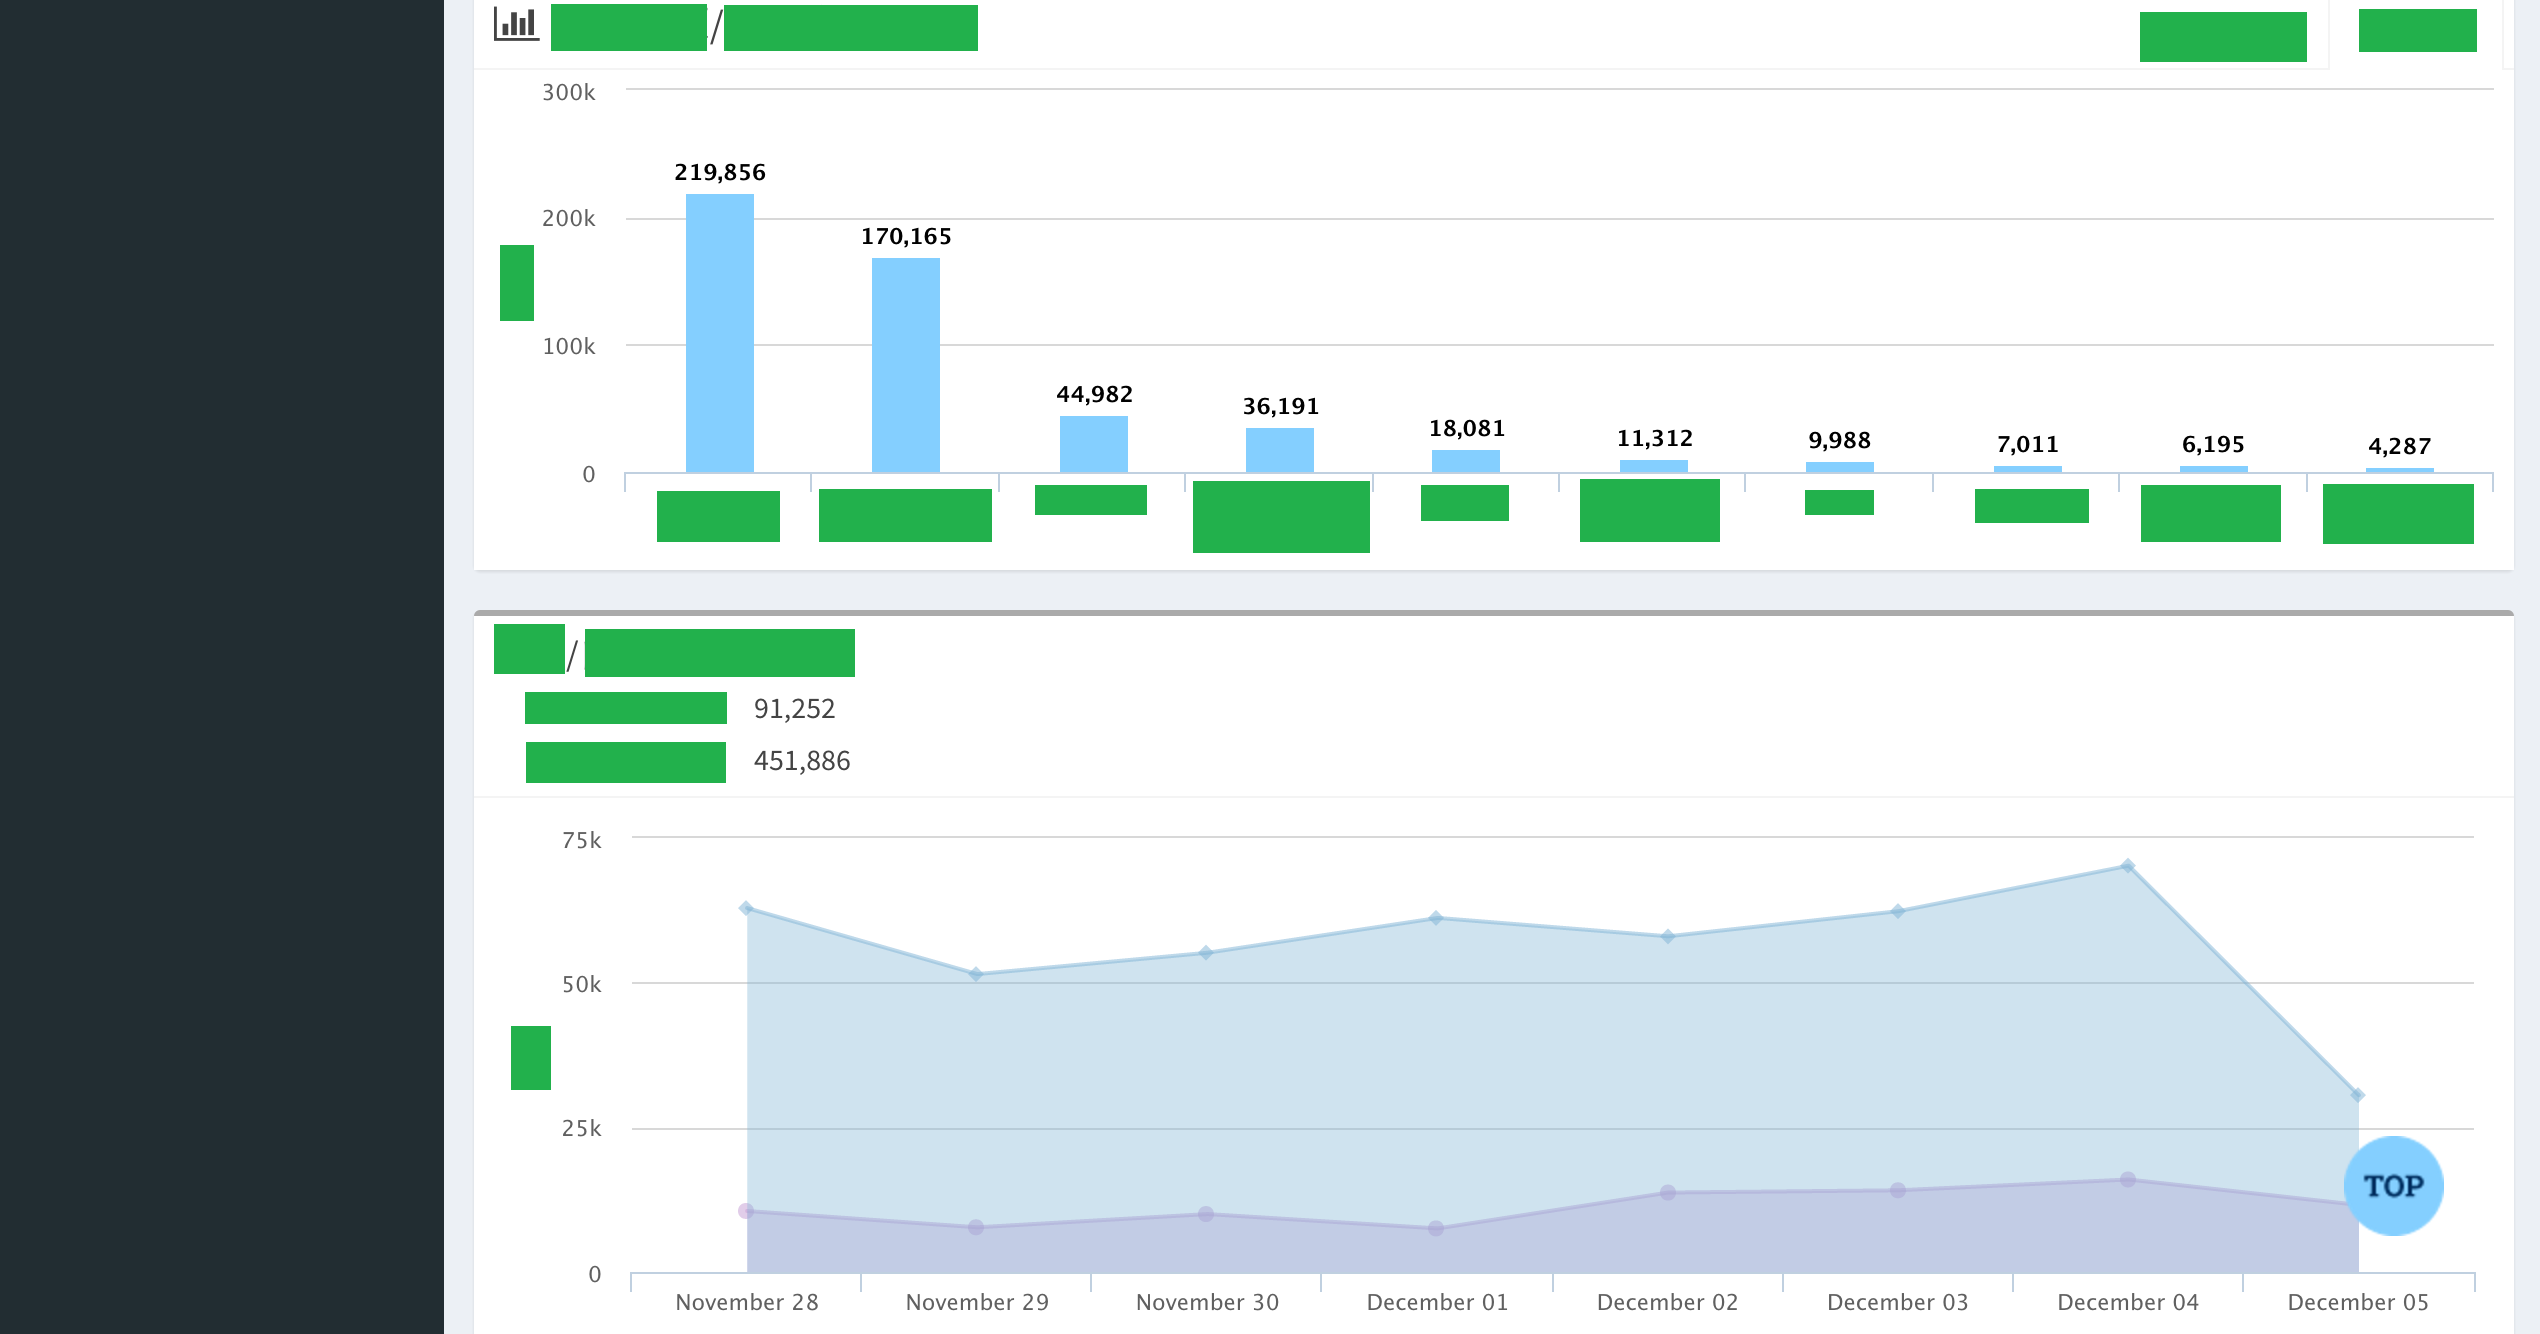 /
300k
219,856
200k
170,165
100k
44,982
36,191
18,081
11,312
9,988
7,011
6,195
4,287
0
/
91,252
451,886
75k
50k
25k
TOP
0
November 28 November 29 November 30 December 01 December 02 December 03 December 04 December 05